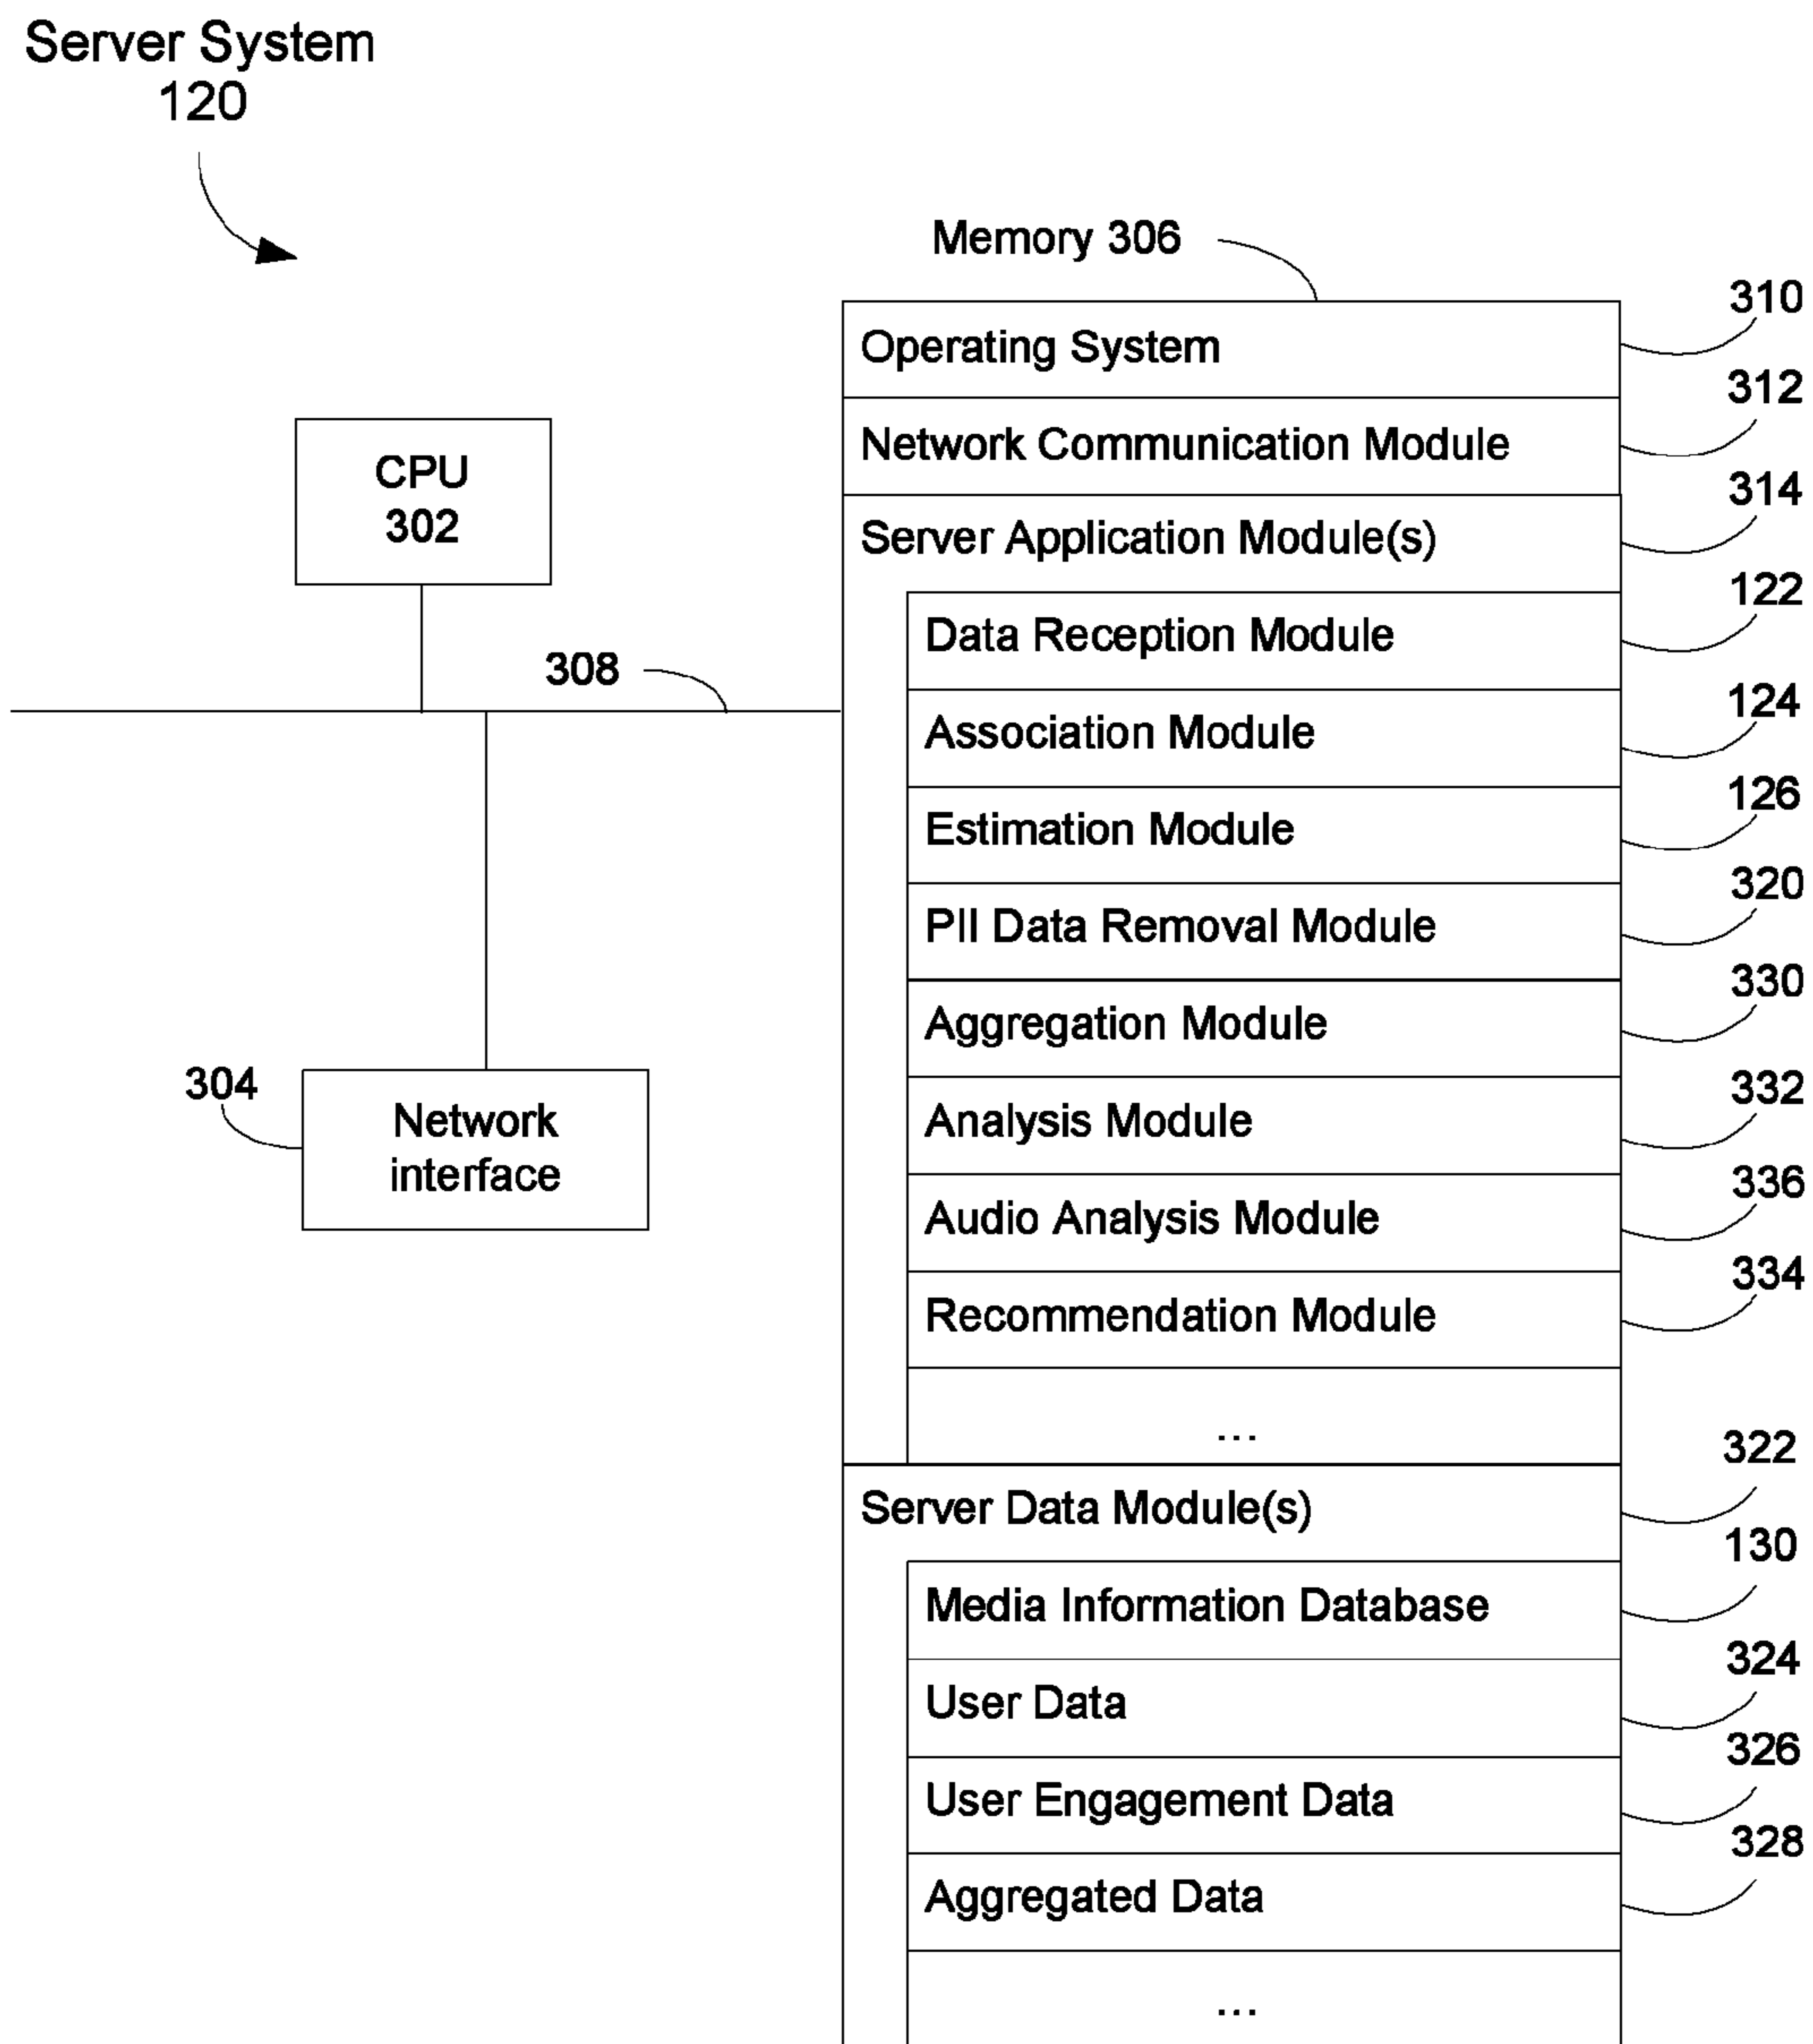 Server System
120
Memory 306
310
Operating System
312
Network Communication Module
CPU
302
314
Server Application Module(s)
122
Data Reception Module
308
124
Association Module
126
Estimation Module
320
PII Data Removal Module
330
Aggregation Module
304
Network
interface
332
Analysis Module
336
Audio Analysis Module
334
Recommendation Module
...
322
Server Data Module(s)
130
Media Information Database
324
User Data
326
User Engagement Data
328
Aggregated Data
...